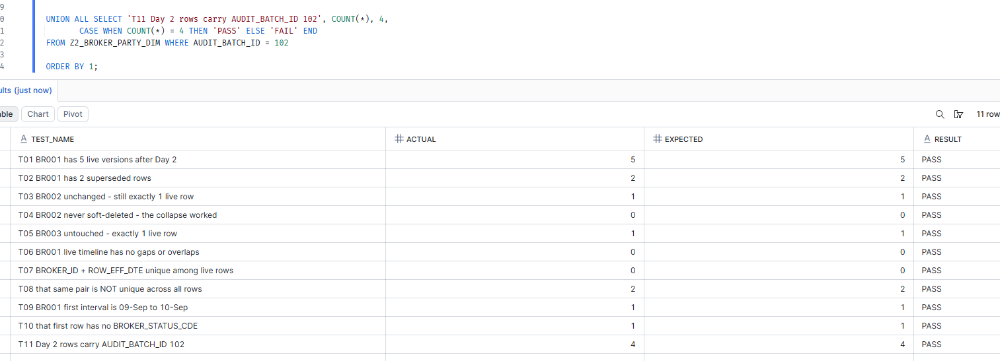 9
0 UNION ALL SELECT 'T11 Day 2 rows carry AUDIT_BATCH_ID 102', COUNT(*), 4,
1 CASE WHEN COUNT(*) = 4 THEN 'PASS' ELSE 'FAIL' END
2 FROM Z2_BROKER_PARTY_DIM WHERE AUDIT_BATCH_ID = 102
3
4 ORDER BY 1;
ults (just now)
able Chart Pivot 11 row
TEST_NAME ACTUAL EXPECTED RESULT
T01 BR001 has 5 live versions after Day 2 5 5 PASS
T02 BR001 has 2 superseded rows 2 2 PASS
T03 BR002 unchanged - still exactly 1 live row 1 1 PASS
T04 BR002 never soft-deleted - the collapse worked 0 0 PASS
T05 BR003 untouched - exactly 1 live row 1 1 PASS
T06 BR001 live timeline has no gaps or overlaps 0 0 PASS
T07 BROKER_ID + ROW_EFF_DTE unique among live rows 0 0 PASS
T08 that same pair is NOT unique across all rows 2 2 PASS
T09 BR001 first interval is 09-Sep to 10-Sep 1 1 PASS
T10 that first row has no BROKER_STATUS_CDE 1 1 PASS
T11 Day 2 rows carry AUDIT_BATCH_ID 102 4 4 PASS